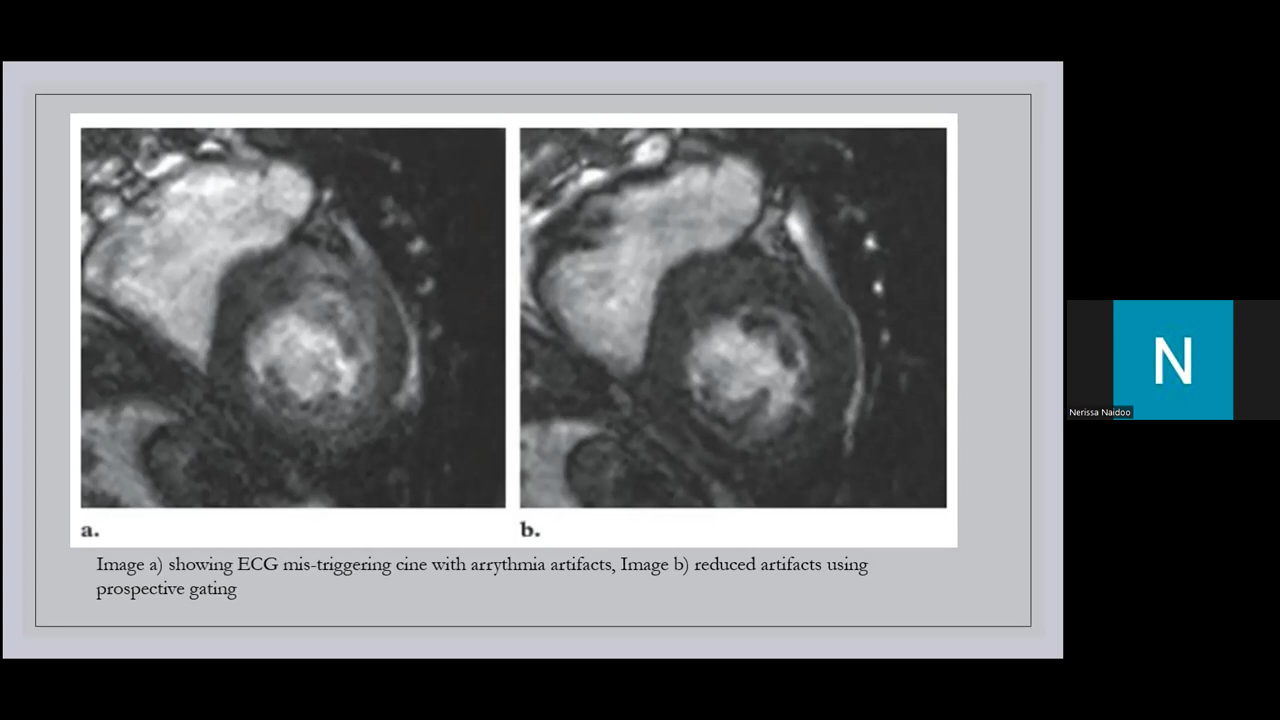 a.
b.
Image a) showing ECG mis-triggering cine with arrythmia artifacts, Image b) reduced artifacts using
prospective gating
N
Nerissa Naidoo